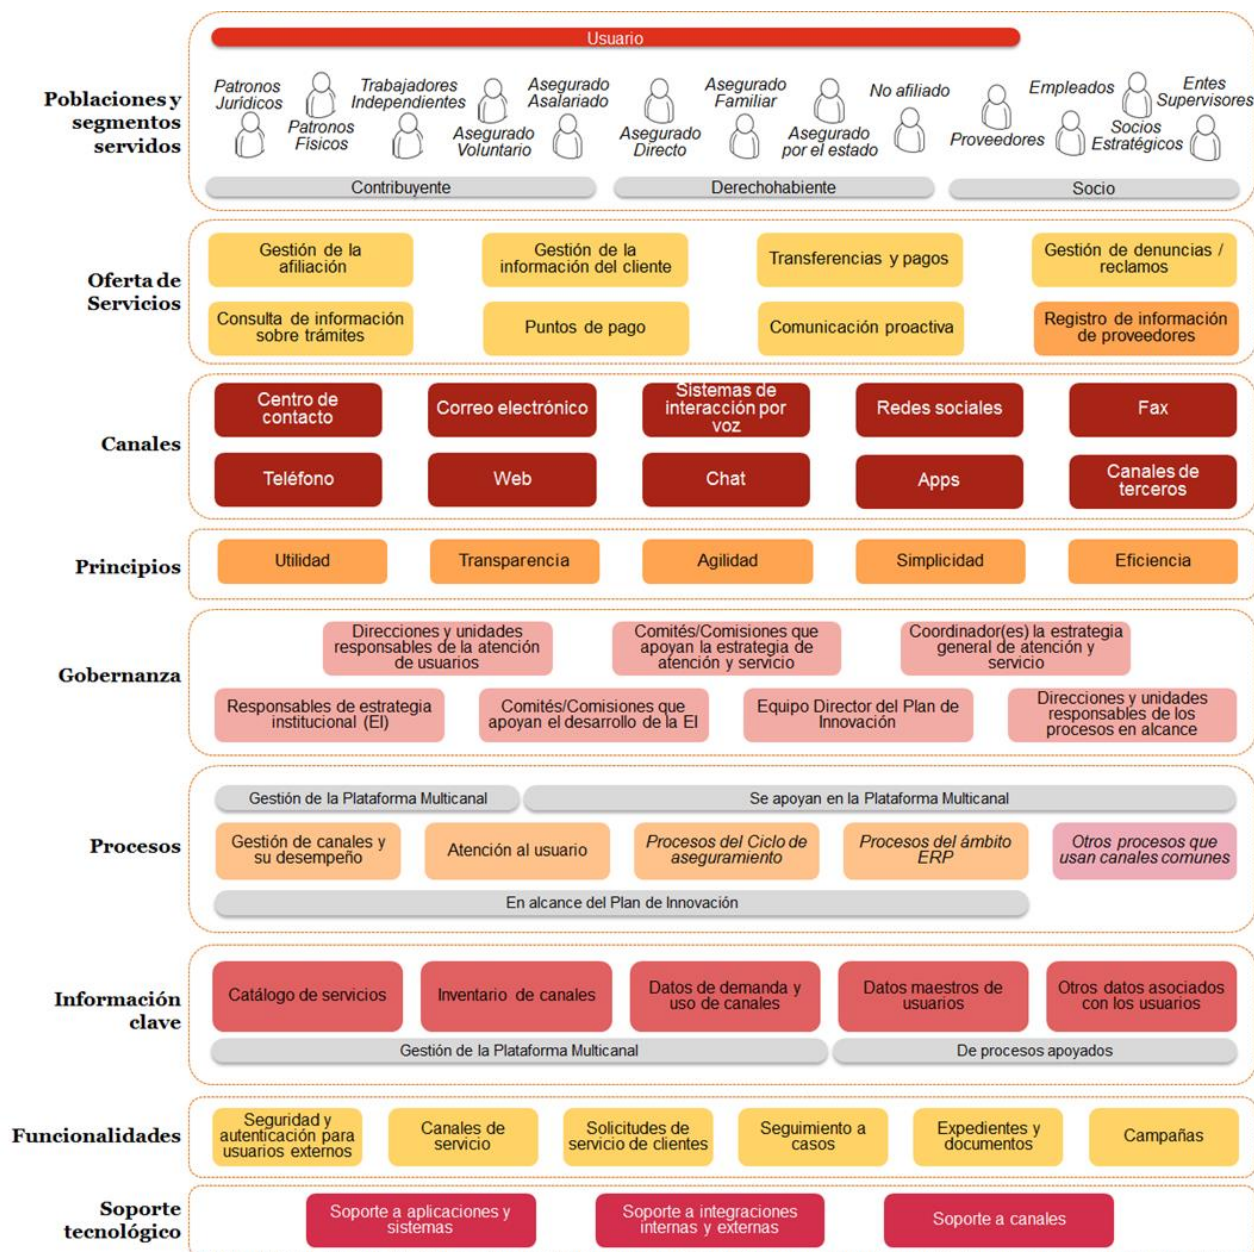 Poblaciones y
segmentos
servidos
Usuario
Patronos
Jurídicos
Patronos
Físicos
Trabajadores
Independientes
Asegurado
Voluntario
Asegurado
Asalariado
Asegurado
Directo
Asegurado
Familiar
Asegurado
por el estado
No afiliado
Proveedores
Empleados
Socios
Estratégicos
Entes
Supervisores
Contribuyente
Derechohabiente
Socio
Oferta de
Servicios
Gestión de la
afiliación
Gestión de la
información del cliente
Transferencias y pagos
Gestión de denuncias /
reclamos
Consulta de información
sobre trámites
Puntos de pago
Comunicación proactiva
Registro de información
de proveedores
Canales
Centro de
contacto
Correo electrónico
Sistemas de
interacción por
voz
Redes sociales
Fax
Teléfono
Web
Chat
Apps
Canales de
terceros
Principios
Utilidad
Transparencia
Agilidad
Simplicidad
Eficiencia
Gobernanza
Direcciones y unidades
responsables de la atención
de usuarios
Comités/Comisiones que
apoyan la estrategia de
atención y servicio
Coordinador(es) la estrategia
general de atención y
servicio
Responsables de estrategia
institucional (EI)
Comités/Comisiones que
apoyan el desarrollo de la EI
Equipo Director del Plan de
Innovación
Direcciones y unidades
responsables de los
procesos en alcance
Procesos
Gestión de la Plataforma Multicanal
Se apoyan en la Plataforma Multicanal
Gestión de canales y
su desempeño
Atención al usuario
Procesos del Ciclo de
aseguramiento
Procesos del ámbito
ERP
Otros procesos que
usan canales comunes
En alcance del Plan de Innovación
Información
clave
Catálogo de servicios
Inventario de canales
Datos de demanda y
uso de canales
Datos maestros de
usuarios
Otros datos asociados
con los usuarios
Gestión de la Plataforma Multicanal
De procesos apoyados
Funcionalidades
Seguridad y
autenticación para
usuarios externos
Canales de
servicio
Solicitudes de
servicio de clientes
Seguimiento a
casos
Expedientes y
documentos
Campañas
Soporte
tecnológico
Soporte a aplicaciones y
sistemas
Soporte a integraciones
internas y externas
Soporte a canales